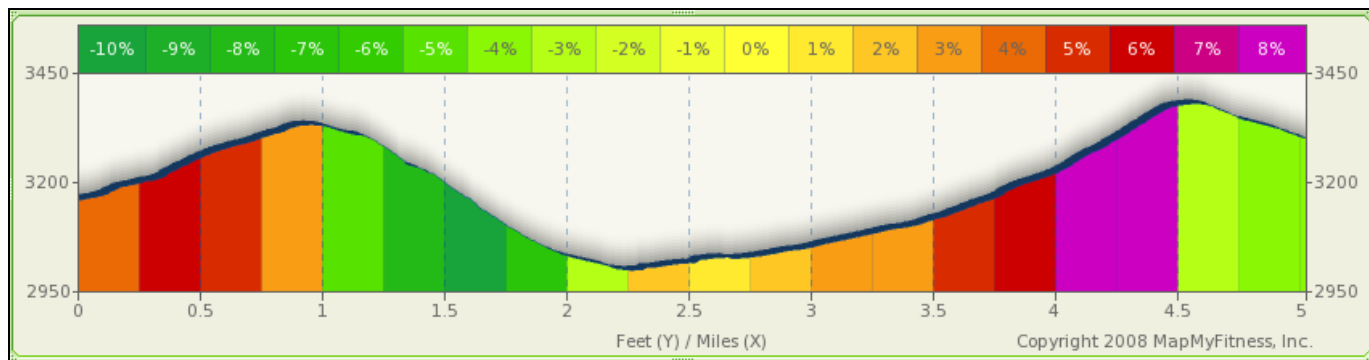 -10% -9% -8% -7% -6% -5% -4% -3% -2% -1% 0% 1% 2% 3% 4% 5% 6% 7% 8%
3450 3450
3200 3200
2950 2950
0 0.5 1 1.5 2 2.5 3 3.5 4 4.5 5
Feet (Y) / Miles (X) Copyright 2008 MapMyFitness, Inc.